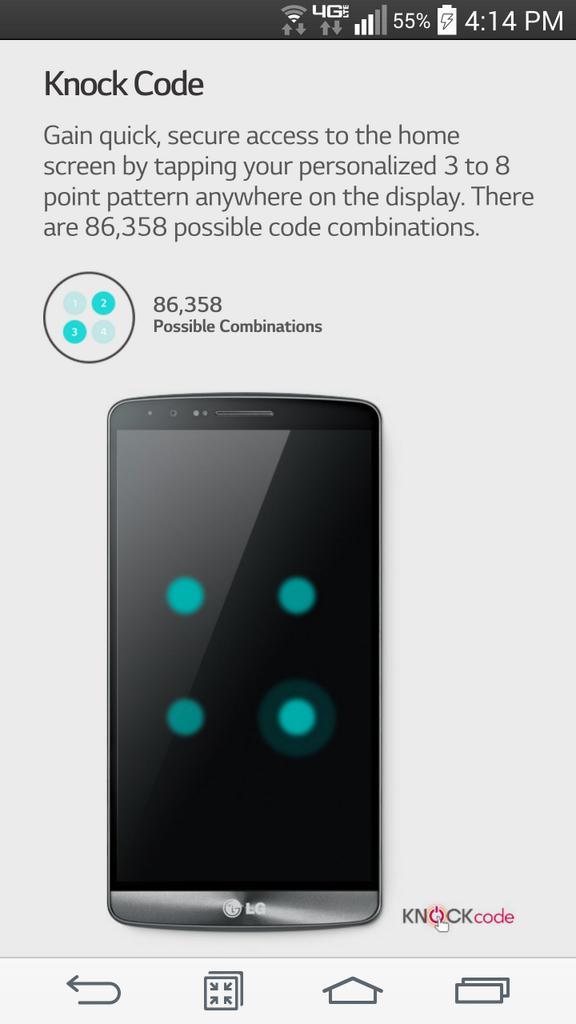 4G LTE 55% 4:14 PM
Knock Code
Gain quick, secure access to the home
screen by tapping your personalized 3 to 8
point pattern anywhere on the display. There
are 86,358 possible code combinations.
1 2
3 4
86,358
Possible Combinations
LG
KNOCKcode